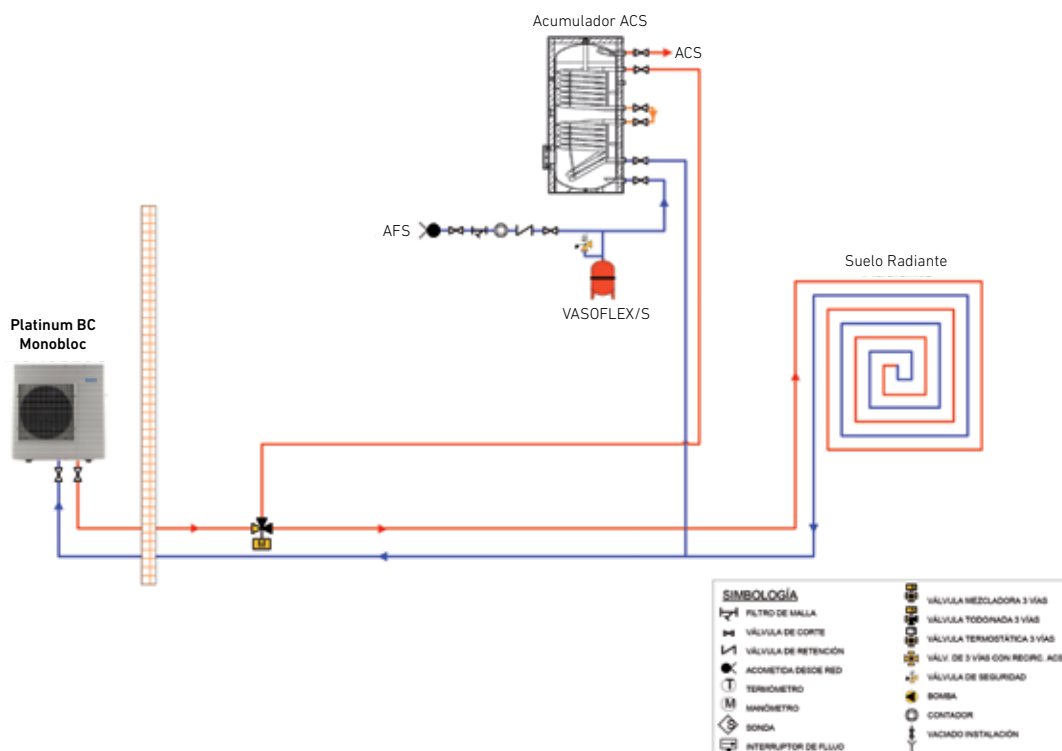 Acumulador ACS
ACS
AFS
VASOFLEX/S
Suelo Radiante
Platinum BC
Monobloc
M
SIMBOLOGÍA
FILTRO DE MALLA
VÁLVULA DE CORTE
VÁLVULA DE RETENCIÓN
ACOMETIDA DESDE RED
T TERMÓMETRO
M MANÓMETRO
S SONDA
INTERRUPTOR DE FLUJO
VÁLVULA MEZCLADORA 3 VÍAS
VÁLVULA TODO/NADA 3 VÍAS
VÁLVULA TERMOSTÁTICA 3 VÍAS
VÁLV. DE 3 VÍAS CON RECIRC. ACS
VÁLVULA DE SEGURIDAD
BOMBA
CONTADOR
VACIADO INSTALACIÓN